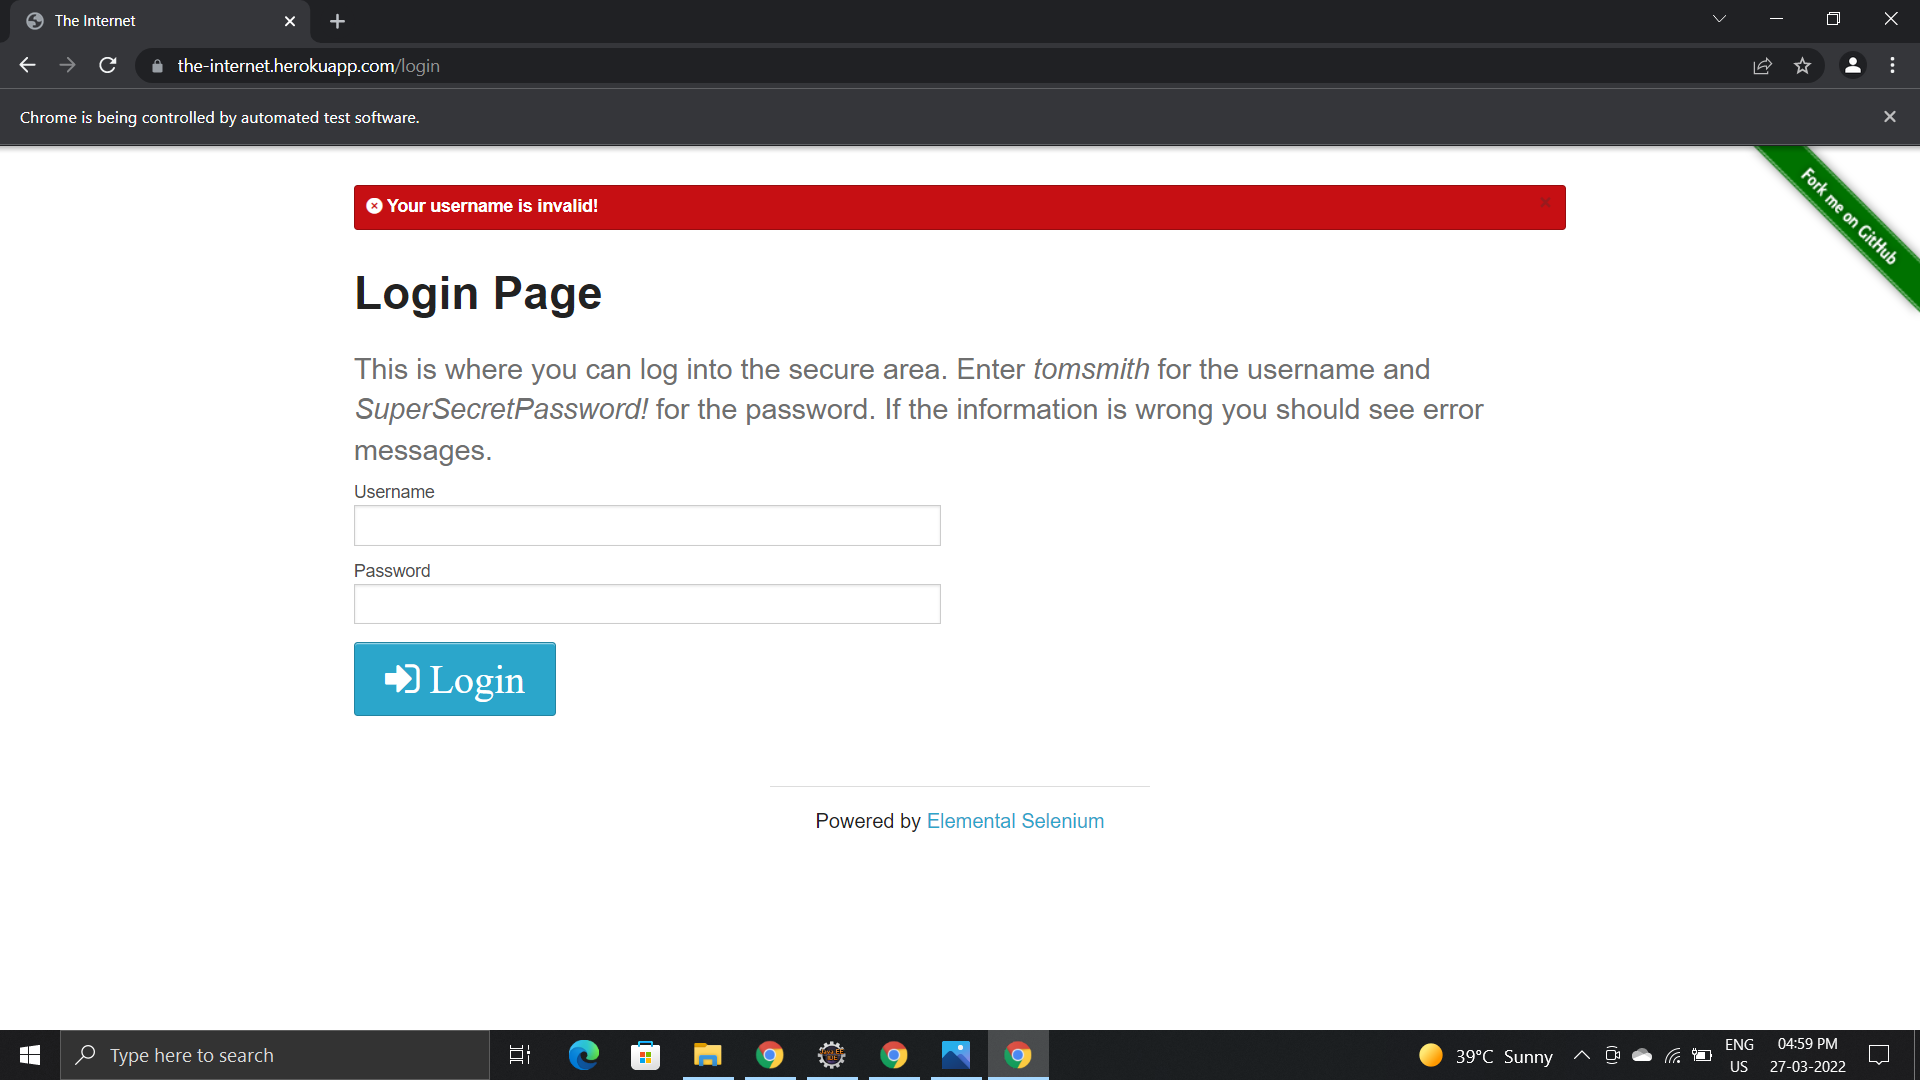 The Internet
the-internet.herokuapp.com/login
Chrome is being controlled by automated test software.
Fork me on GitHub
Your username is invalid!
Login Page
This is where you can log into the secure area. Enter tomsmith for the username and
SuperSecretPassword! for the password. If the information is wrong you should see error
messages.
Username
Password
Login
Powered by Elemental Selenium
Type here to search
39°C Sunny
ENG
US
04:59 PM
27-03-2022